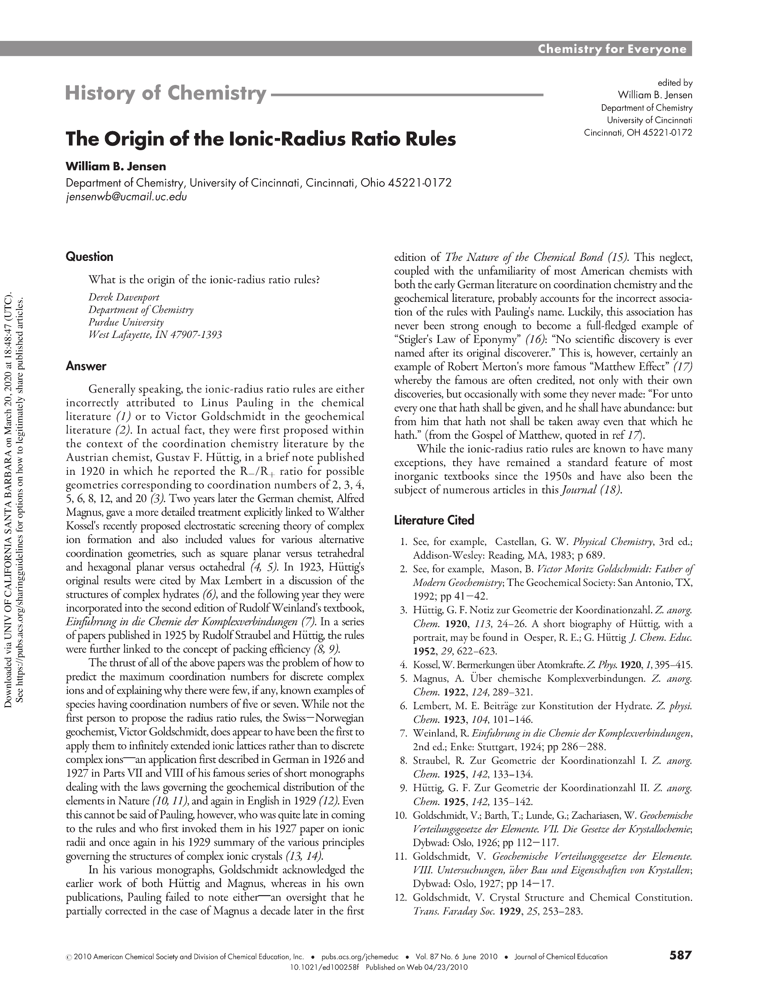 Chemistry for Everyone
History of Chemistry
edited by
William B. Jensen
Department of Chemistry
University of Cincinnati
Cincinnati, OH 45221-0172
The Origin of the Ionic-Radius Ratio Rules
William B. Jensen
Department of Chemistry, University of Cincinnati, Cincinnati, Ohio 45221-0172
jensenwb@ucmail.uc.edu
Question
What is the origin of the ionic-radius ratio rules?
Derek Davenport
Department of Chemistry
Purdue University
West Lafayette, IN 47907-1393
Answer
Generally speaking, the ionic-radius ratio rules are either
incorrectly attributed to Linus Pauling in the chemical
literature (1) or to Victor Goldschmidt in the geochemical
literature (2). In actual fact, they were first proposed within
the context of the coordination chemistry literature by the
Austrian chemist, Gustav F. Hüttig, in a brief note published
in 1920 in which he reported the R₋/R₊ ratio for possible
geometries corresponding to coordination numbers of 2, 3, 4,
5, 6, 8, 12, and 20 (3). Two years later the German chemist, Alfred
Magnus, gave a more detailed treatment explicitly linked to Walther
Kossel's recently proposed electrostatic screening theory of complex
ion formation and also included values for various alternative
coordination geometries, such as square planar versus tetrahedral
and hexagonal planar versus octahedral (4, 5). In 1923, Hüttig's
original results were cited by Max Lembert in a discussion of the
structures of complex hydrates (6), and the following year they were
incorporated into the second edition of Rudolf Weinland's textbook,
Einführung in die Chemie der Komplexverbindungen (7). In a series
of papers published in 1925 by Rudolf Straubel and Hüttig, the rules
were further linked to the concept of packing efficiency (8, 9).
The thrust of all of the above papers was the problem of how to
predict the maximum coordination numbers for discrete complex
ions and of explaining why there were few, if any, known examples of
species having coordination numbers of five or seven. While not the
first person to propose the radius ratio rules, the Swiss−Norwegian
geochemist, Victor Goldschmidt, does appear to have been the first to
apply them to infinitely extended ionic lattices rather than to discrete
complex ions—an application first described in German in 1926 and
1927 in Parts VII and VIII of his famous series of short monographs
dealing with the laws governing the geochemical distribution of the
elements in Nature (10, 11), and again in English in 1929 (12). Even
this cannot be said of Pauling, however, who was quite late in coming
to the rules and who first invoked them in his 1927 paper on ionic
radii and once again in his 1929 summary of the various principles
governing the structures of complex ionic crystals (13, 14).
In his various monographs, Goldschmidt acknowledged the
earlier work of both Hüttig and Magnus, whereas in his own
publications, Pauling failed to note either—an oversight that he
partially corrected in the case of Magnus a decade later in the first
edition of The Nature of the Chemical Bond (15). This neglect,
coupled with the unfamiliarity of most American chemists with
both the early German literature on coordination chemistry and the
geochemical literature, probably accounts for the incorrect associa-
tion of the rules with Pauling's name. Luckily, this association has
never been strong enough to become a full-fledged example of
“Stigler's Law of Eponymy” (16): “No scientific discovery is ever
named after its original discoverer.” This is, however, certainly an
example of Robert Merton's more famous “Matthew Effect” (17)
whereby the famous are often credited, not only with their own
discoveries, but occasionally with some they never made: “For unto
every one that hath shall be given, and he shall have abundance: but
from him that hath not shall be taken away even that which he
hath.” (from the Gospel of Matthew, quoted in ref 17).
While the ionic-radius ratio rules are known to have many
exceptions, they have remained a standard feature of most
inorganic textbooks since the 1950s and have also been the
subject of numerous articles in this Journal (18).
Literature Cited
1. See, for example, Castellan, G. W. Physical Chemistry, 3rd ed.;
Addison-Wesley: Reading, MA, 1983; p 689.
2. See, for example, Mason, B. Victor Moritz Goldschmidt: Father of
Modern Geochemistry; The Geochemical Society: San Antonio, TX,
1992; pp 41−42.
3. Hüttig, G. F. Notiz zur Geometrie der Koordinationzahl. Z. anorg.
Chem. 1920, 113, 24–26. A short biography of Hüttig, with a
portrait, may be found in Oesper, R. E.; G. Hüttig J. Chem. Educ.
1952, 29, 622–623.
4. Kossel, W. Bermerkungen über Atomkrafte. Z. Phys. 1920, 1, 395–415.
5. Magnus, A. Über chemische Komplexverbindungen. Z. anorg.
Chem. 1922, 124, 289–321.
6. Lembert, M. E. Beiträge zur Konstitution der Hydrate. Z. physi.
Chem. 1923, 104, 101–146.
7. Weinland, R. Einfuhrung in die Chemie der Komplexverbindungen,
2nd ed.; Enke: Stuttgart, 1924; pp 286−288.
8. Straubel, R. Zur Geometrie der Koordinationzahl I. Z. anorg.
Chem. 1925, 142, 133–134.
9. Hüttig, G. F. Zur Geometrie der Koordinationzahl II. Z. anorg.
Chem. 1925, 142, 135–142.
10. Goldschmidt, V.; Barth, T.; Lunde, G.; Zachariasen, W. Geochemische
Verteilungsgesetze der Elemente. VII. Die Gesetze der Krystallochemie;
Dybwad: Oslo, 1926; pp 112−117.
11. Goldschmidt, V. Geochemische Verteilungsgesetze der Elemente.
VIII. Untersuchungen, über Bau und Eigenschaften von Krystallen;
Dybwad: Oslo, 1927; pp 14−17.
12. Goldschmidt, V. Crystal Structure and Chemical Constitution.
Trans. Faraday Soc. 1929, 25, 253–283.
© 2010 American Chemical Society and Division of Chemical Education, Inc. • pubs.acs.org/jchemeduc • Vol. 87 No. 6 June 2010 • Journal of Chemical Education 587
10.1021/ed100258f Published on Web 04/23/2010
Downloaded via UNIV OF CALIFORNIA SANTA BARBARA on March 20, 2020 at 18:48:47 (UTC).
See https://pubs.acs.org/sharingguidelines for options on how to legitimately share published articles.